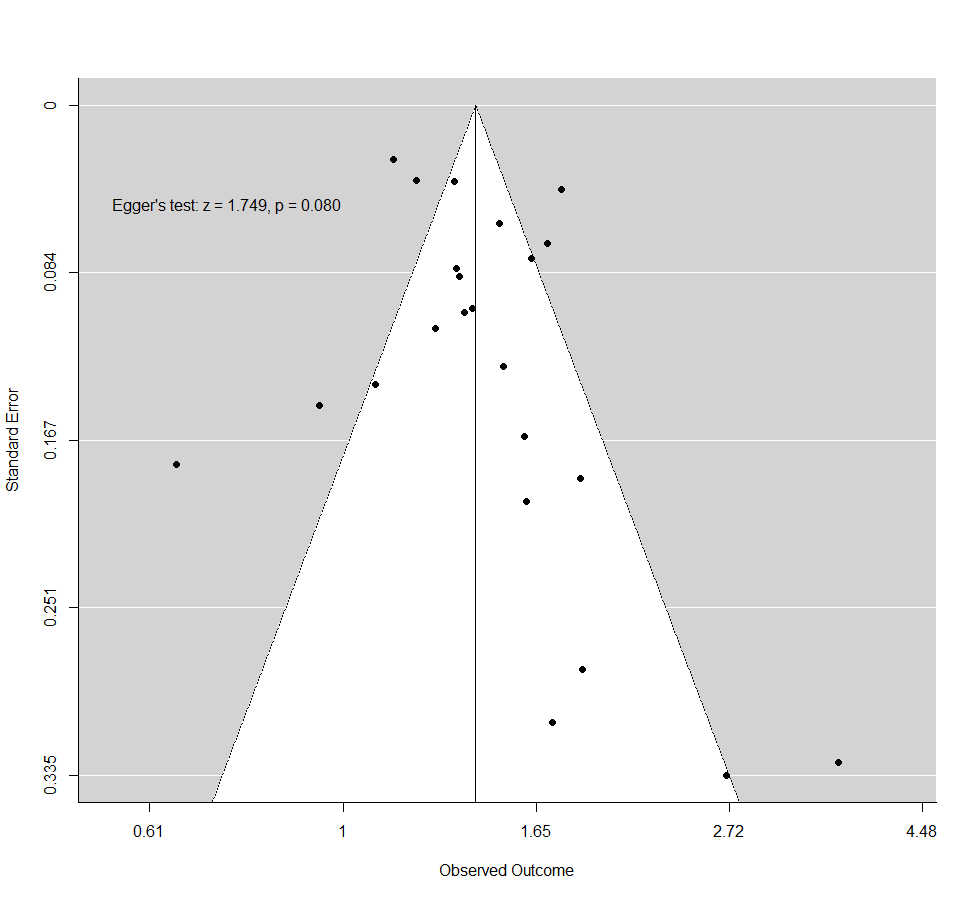 0
Egger's test: z = 1.749, p = 0.080
0.084
0.167
0.251
0.335
Standard Error
0.61 1 1.65 2.72 4.48
Observed Outcome